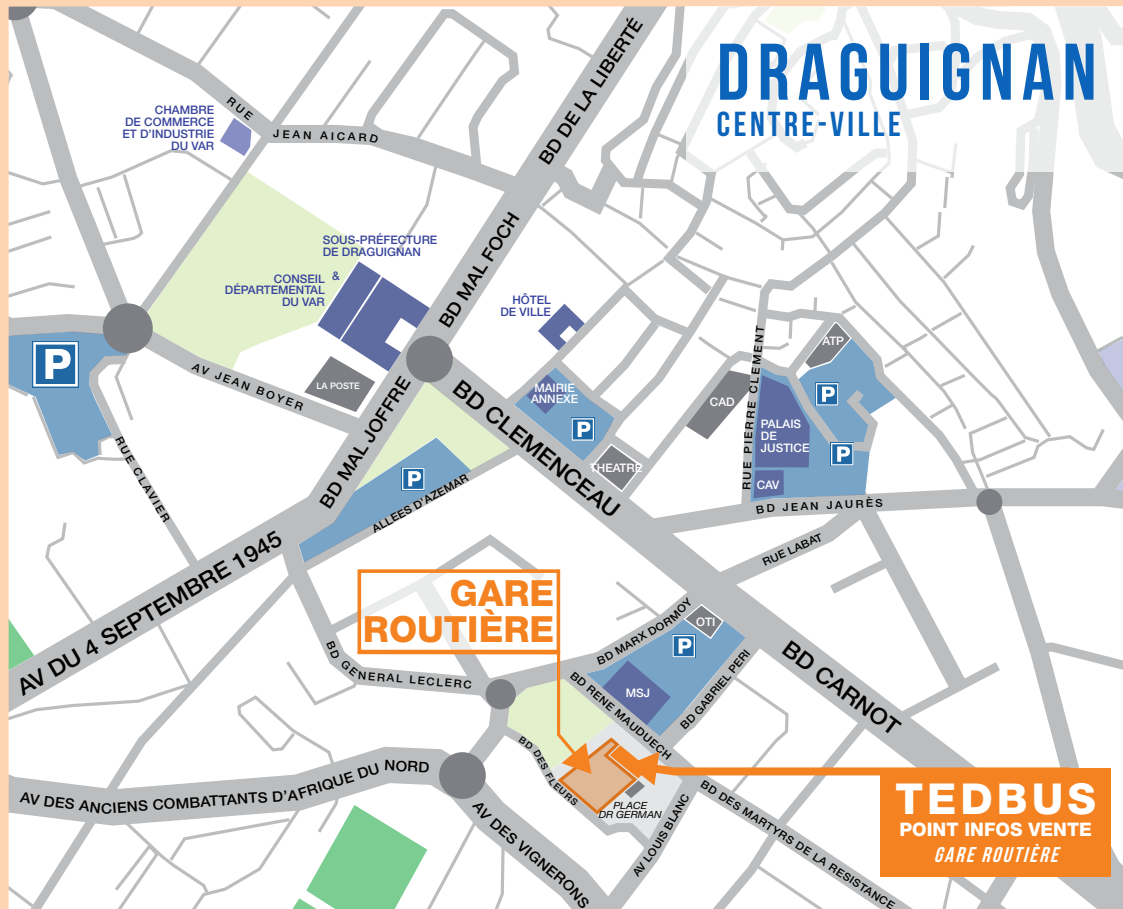 DRAGUIGNAN
CENTRE-VILLE
CHAMBRE
DE COMMERCE
ET D'INDUSTRIE
DU VAR
RUE
JEAN AICARD
BD DE LA LIBERTÉ
SOUS-PRÉFECTURE
DE DRAGUIGNAN
&
CONSEIL
DÉPARTEMENTAL
DU VAR
BD MAL FOCH
HÔTEL
DE VILLE
P
AV JEAN BOYER
LA POSTE
BD MAL JOFFRE
BD CLEMENCEAU
MAIRIE
ANNEXE
P
THEATRE
CAD
RUE PIERRE CLEMENT
ATP
P
PALAIS
DE
JUSTICE
P
CAV
BD JEAN JAURÈS
RUE CLAVIER
P
ALLEES D'AZEMAR
AV DU 4 SEPTEMBRE 1945
RUE LABAT
GARE
ROUTIÈRE
BD MARX DORMOY
OTI
P
BD GENERAL LECLERC
MSJ
BD RENE MAUDUECH
BD GABRIEL PERI
BD CARNOT
BD DES FLEURS
AV DES ANCIENS COMBATTANTS D'AFRIQUE DU NORD
PLACE
DR GERMAN
AV DES VIGNERONS
AV LOUIS BLANC
BD DES MARTYRS DE LA RESISTANCE
TEDBUS
POINT INFOS VENTE
GARE ROUTIÈRE